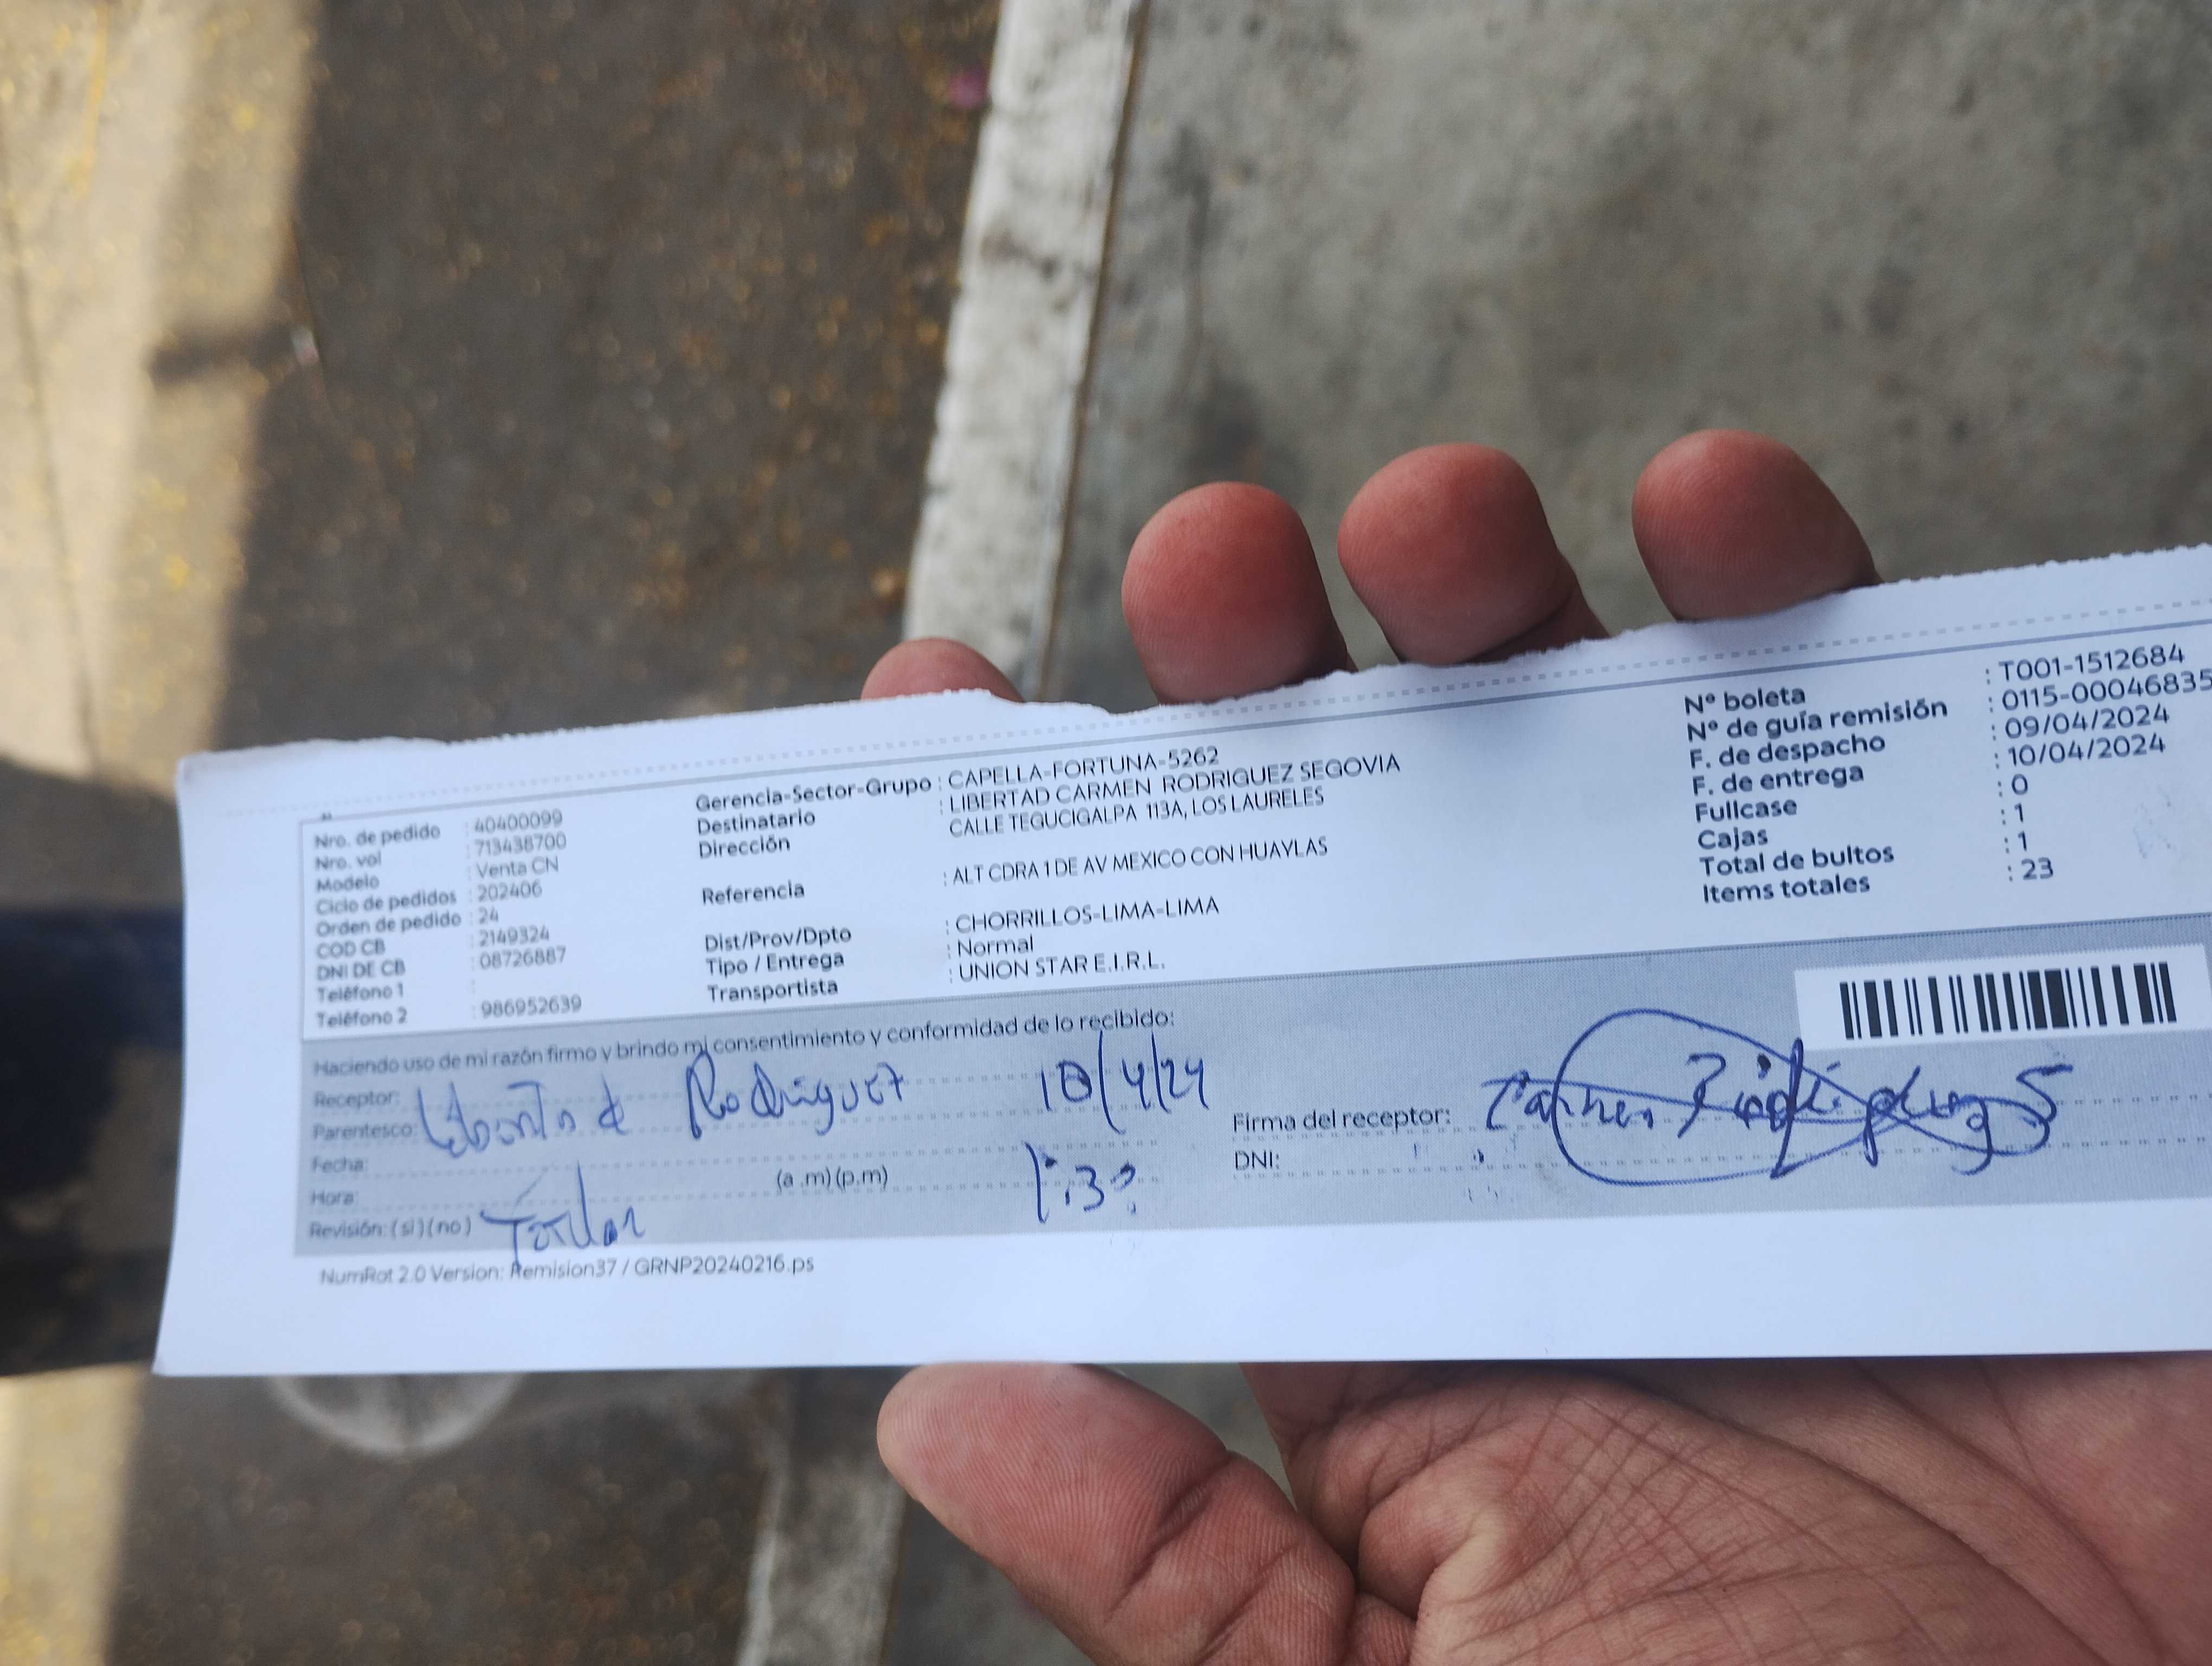 Nro. de pedido : 40400099
Nro. vol : 713438700
Modelo : Venta CN
Ciclo de pedidos : 202406
Orden de pedido : 24
COD CB : 2149324
DNI DE CB : 08726887
Teléfono 1 :
Teléfono 2 : 986952639
Gerencia-Sector-Grupo : CAPELLA-FORTUNA-5262
Destinatario : LIBERTAD CARMEN RODRIGUEZ SEGOVIA
Dirección CALLE TEGUCIGALPA 113A, LOS LAURELES
Referencia : ALT CDRA 1 DE AV MEXICO CON HUAYLAS
Dist/Prov/Dpto : CHORRILLOS-LIMA-LIMA
Tipo / Entrega : Normal
Transportista : UNION STAR E.I.R.L.
N° boleta : T001-1512684
N° de guía remisión : 0115-00046835
F. de despacho : 09/04/2024
F. de entrega : 10/04/2024
Fullcase : 0
Cajas : 1
Total de bultos : 1
Items totales : 23
Haciendo uso de mi razón firmo y brindo mi consentimiento y conformidad de lo recibido:
Receptor: Rodriguez 10/4/24
Parentesco:
Fecha:
Hora: (a.m)(p.m) 1:30
Revisión: (si)(no)
Firma del receptor: Carmen
DNI:
NumRot 2.0 Version: Remision37 / GRNP20240216.ps